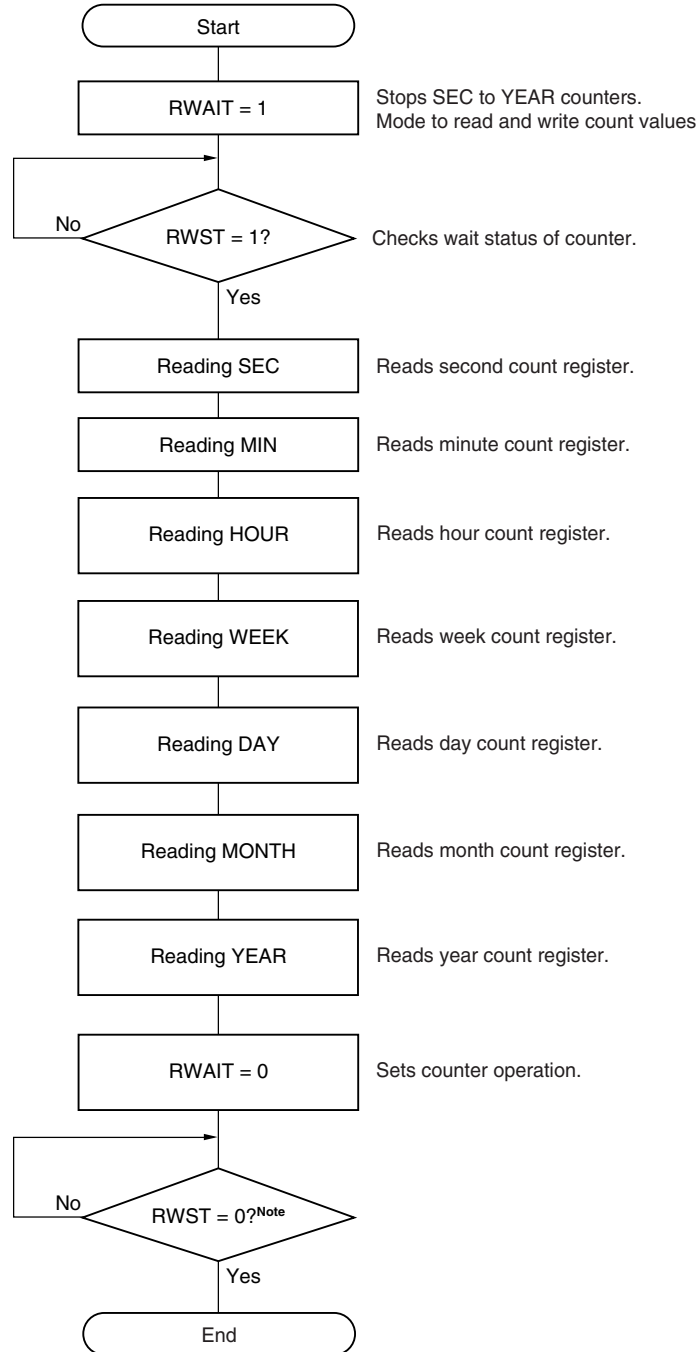 Start
RWAIT = 1
Stops SEC to YEAR counters.
Mode to read and write count values
No
RWST = 1?
Checks wait status of counter.
Yes
Reading SEC
Reads second count register.
Reading MIN
Reads minute count register.
Reading HOUR
Reads hour count register.
Reading WEEK
Reads week count register.
Reading DAY
Reads day count register.
Reading MONTH
Reads month count register.
Reading YEAR
Reads year count register.
RWAIT = 0
Sets counter operation.
No
RWST = 0?Note
Yes
End